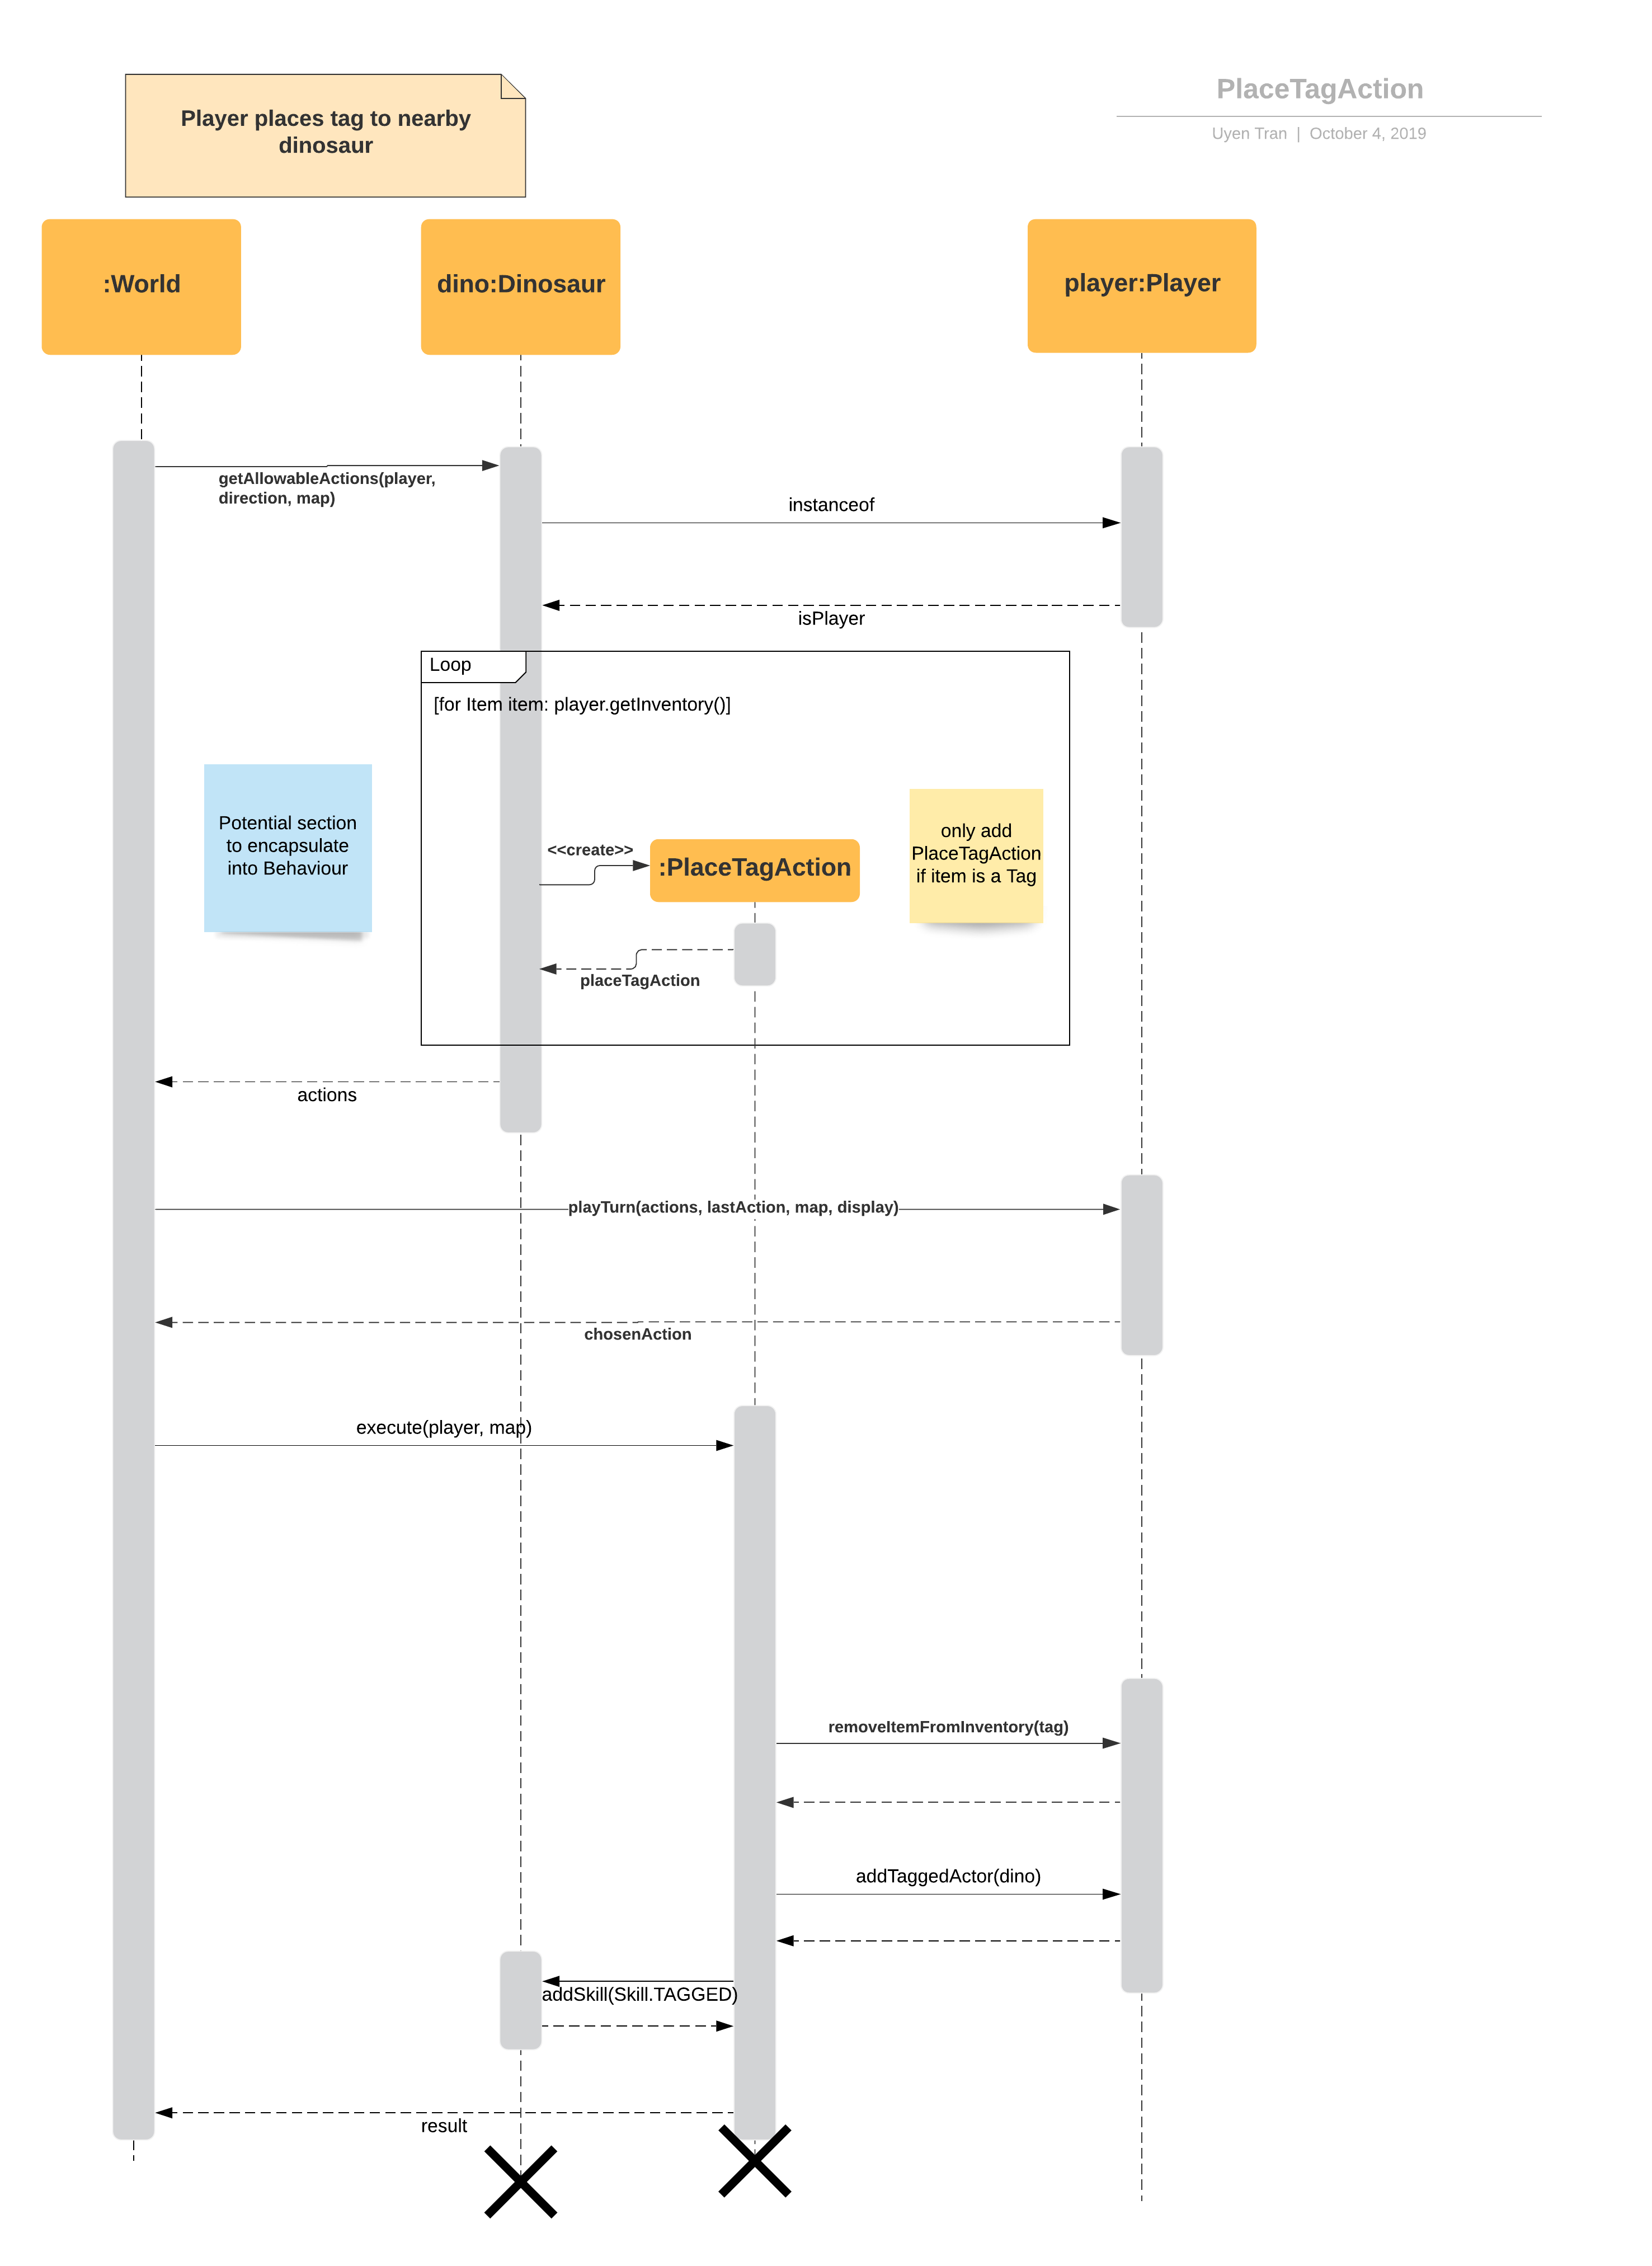 Player places tag to nearby
dinosaur
PlaceTagAction
Uyen Tran | October 4, 2019
:World
dino:Dinosaur
player:Player
getAllowableActions(player,
direction, map)
instanceof
isPlayer
Loop
[for Item item: player.getInventory()]
Potential section
to encapsulate
into Behaviour
<<create>>
:PlaceTagAction
only add
PlaceTagAction
if item is a Tag
placeTagAction
actions
playTurn(actions, lastAction, map, display)
chosenAction
execute(player, map)
removeItemFromInventory(tag)
addTaggedActor(dino)
addSkill(Skill.TAGGED)
result